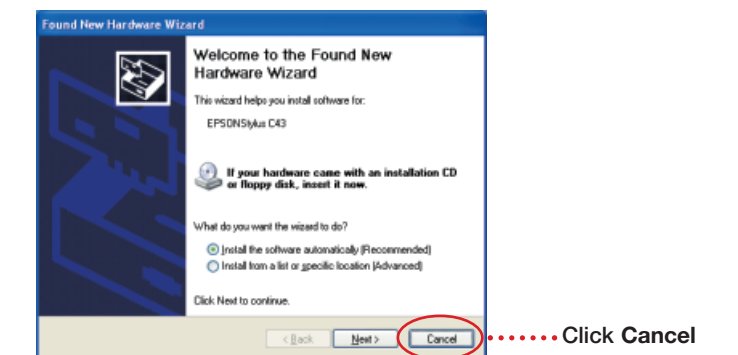 Found New Hardware Wizard
Welcome to the Found New
Hardware Wizard
This wizard helps you install software for:
EPSONStylus C43
If your hardware came with an installation CD
or floppy disk, insert it now.
What do you want the wizard to do?
Install the software automatically (Recommended)
Install from a list or specific location (Advanced)
Click Next to continue.
< Back Next > Cancel
Click Cancel